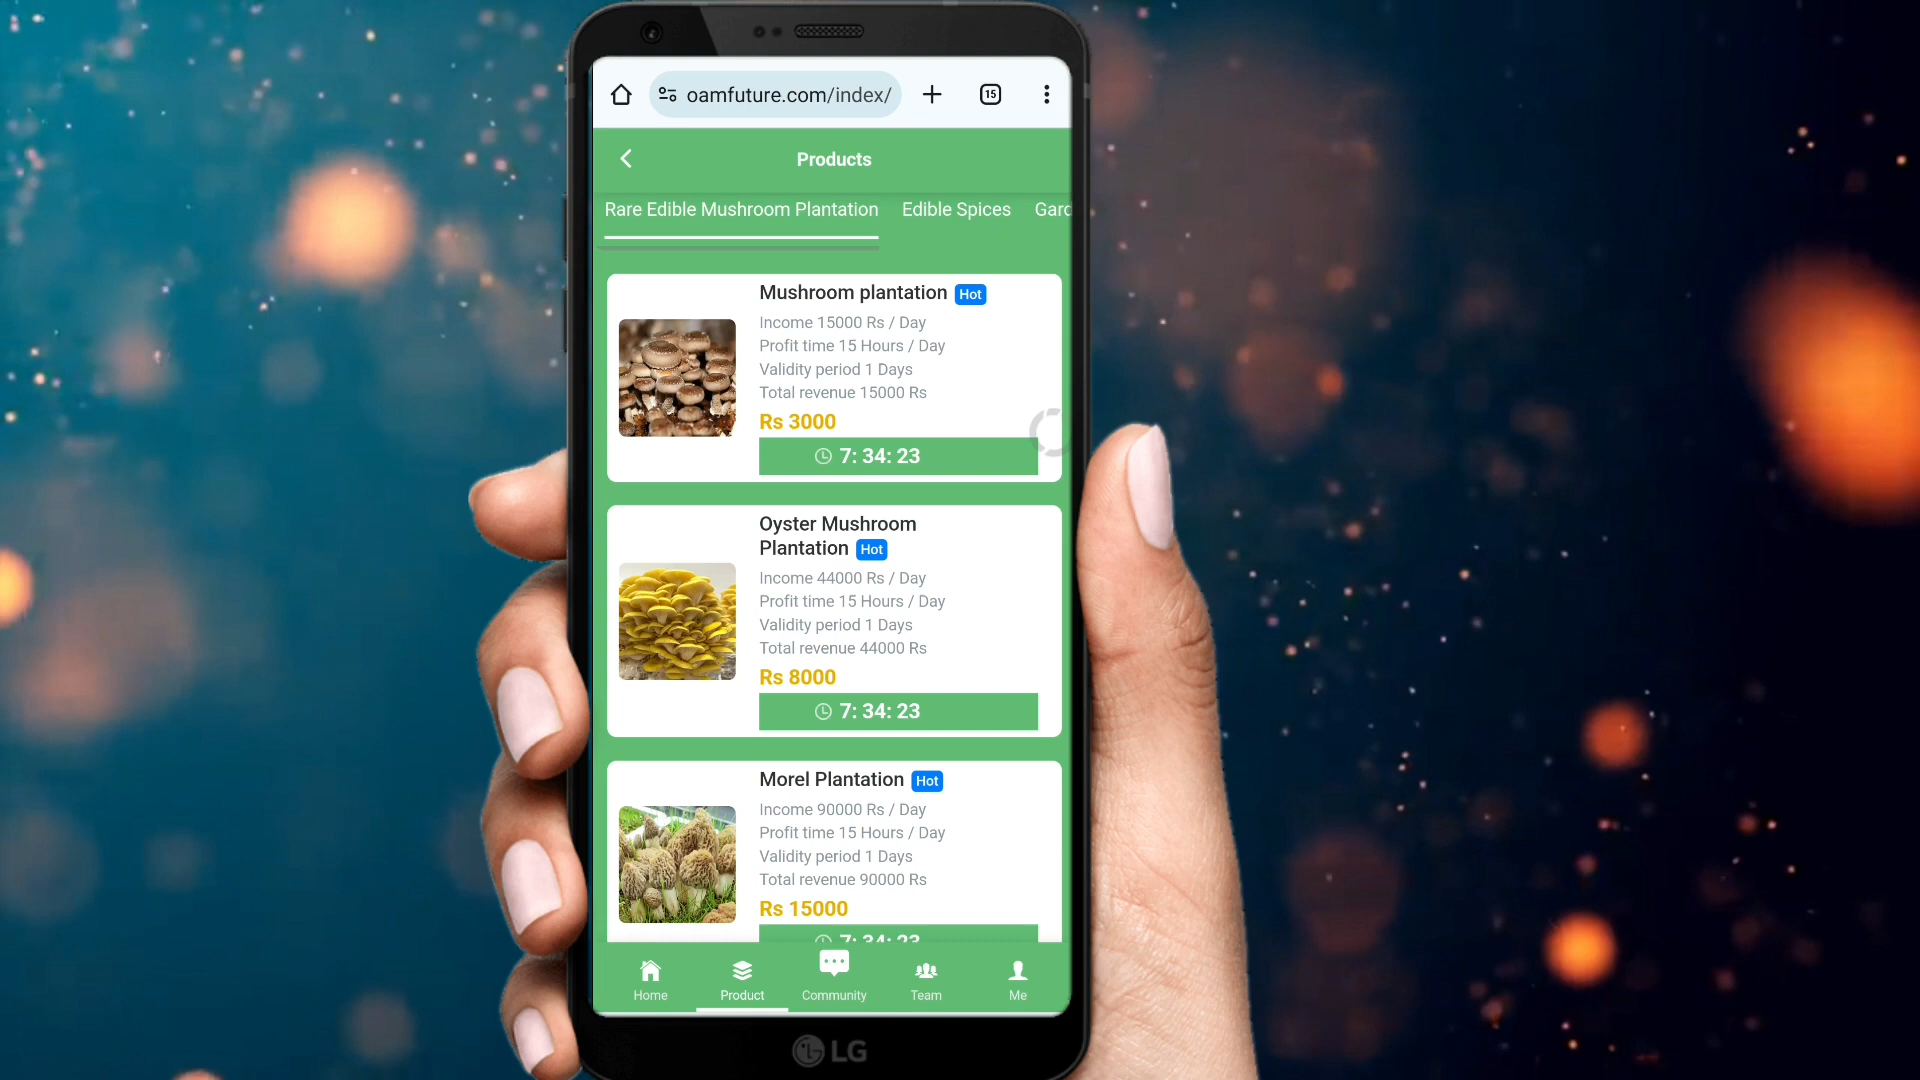 oamfuture.com/index/
15
Products
Rare Edible Mushroom Plantation Edible Spices Gard
Mushroom plantation Hot
Income 15000 Rs / Day
Profit time 15 Hours / Day
Validity period 1 Days
Total revenue 15000 Rs
Rs 3000
7: 34: 23
Oyster Mushroom
Plantation Hot
Income 44000 Rs / Day
Profit time 15 Hours / Day
Validity period 1 Days
Total revenue 44000 Rs
Rs 8000
7: 34: 23
Morel Plantation Hot
Income 90000 Rs / Day
Profit time 15 Hours / Day
Validity period 1 Days
Total revenue 90000 Rs
Rs 15000
7: 34: 23
Home Product Community Team Me
LG